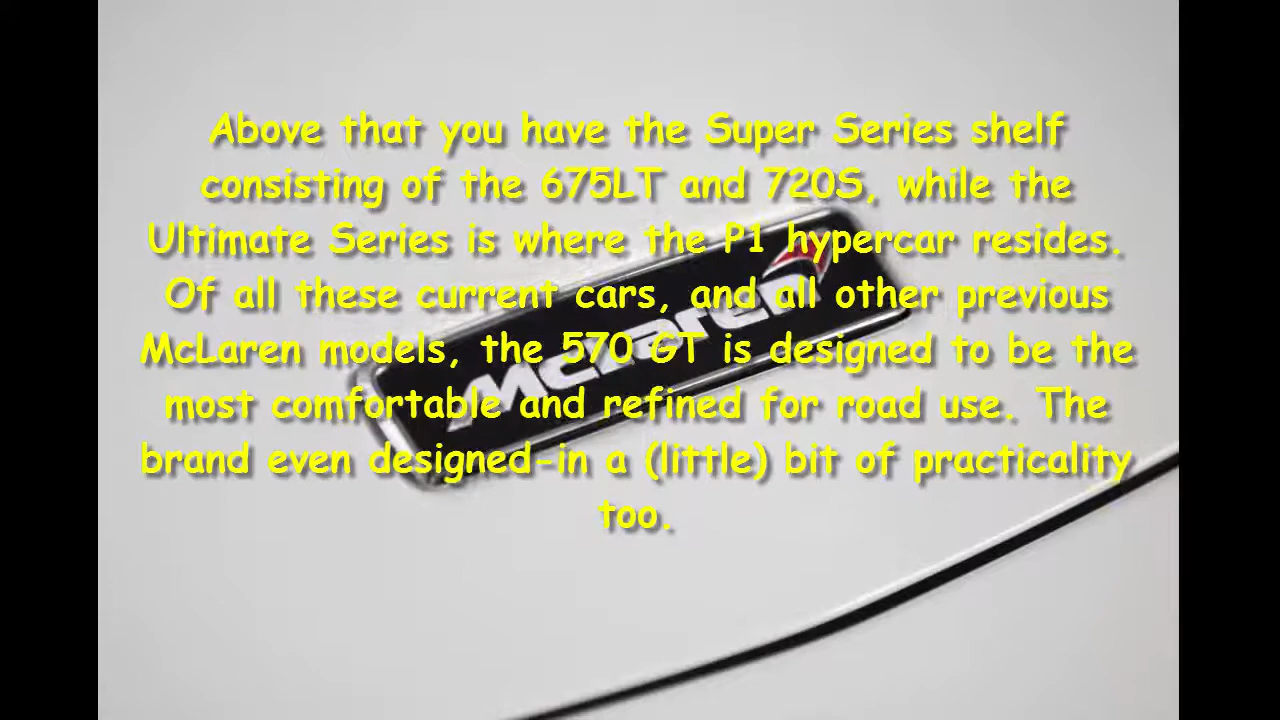 Above that you have the Super Series shelf
consisting of the 675LT and 720S, while the
Ultimate Series is where the P1 hypercar resides.
Of all these current cars, and all other previous
McLaren models, the 570 GT is designed to be the
most comfortable and refined for road use. The
brand even designed-in a (little) bit of practicality
too.
McLaren